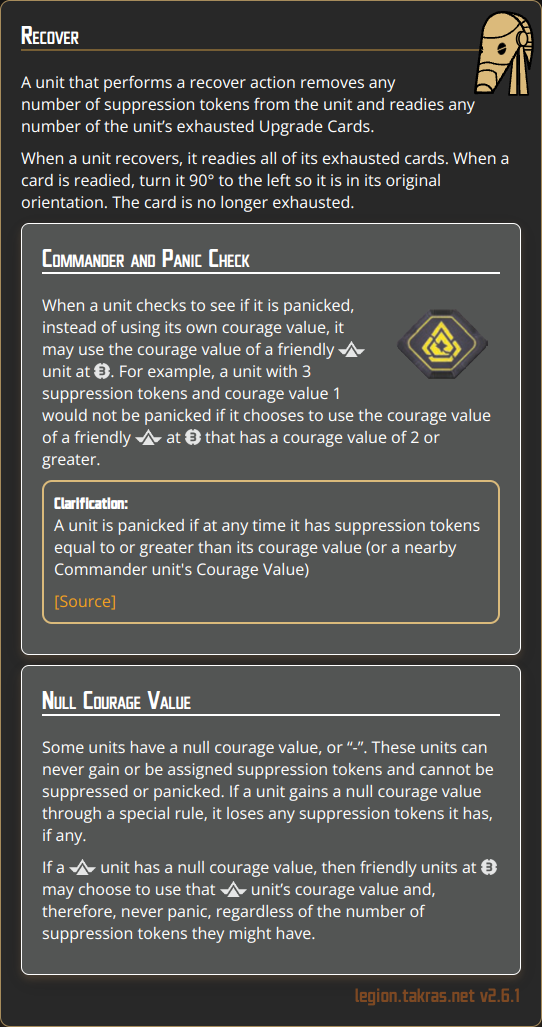 Recover
A unit that performs a recover action removes any
number of suppression tokens from the unit and readies any
number of the unit’s exhausted Upgrade Cards.
When a unit recovers, it readies all of its exhausted cards. When a
card is readied, turn it 90° to the left so it is in its original
orientation. The card is no longer exhausted.
Commander and Panic Check
When a unit checks to see if it is panicked,
instead of using its own courage value, it
may use the courage value of a friendly
unit at 3. For example, a unit with 3
suppression tokens and courage value 1
would not be panicked if it chooses to use the courage value
of a friendly at 3 that has a courage value of 2 or
greater.
Clarification:
A unit is panicked if at any time it has suppression tokens
equal to or greater than its courage value (or a nearby
Commander unit's Courage Value)
[Source]
Null Courage Value
Some units have a null courage value, or “-”. These units can
never gain or be assigned suppression tokens and cannot be
suppressed or panicked. If a unit gains a null courage value
through a special rule, it loses any suppression tokens it has,
if any.
If a unit has a null courage value, then friendly units at 3
may choose to use that unit’s courage value and,
therefore, never panic, regardless of the number of
suppression tokens they might have.
legion.takras.net v2.6.1